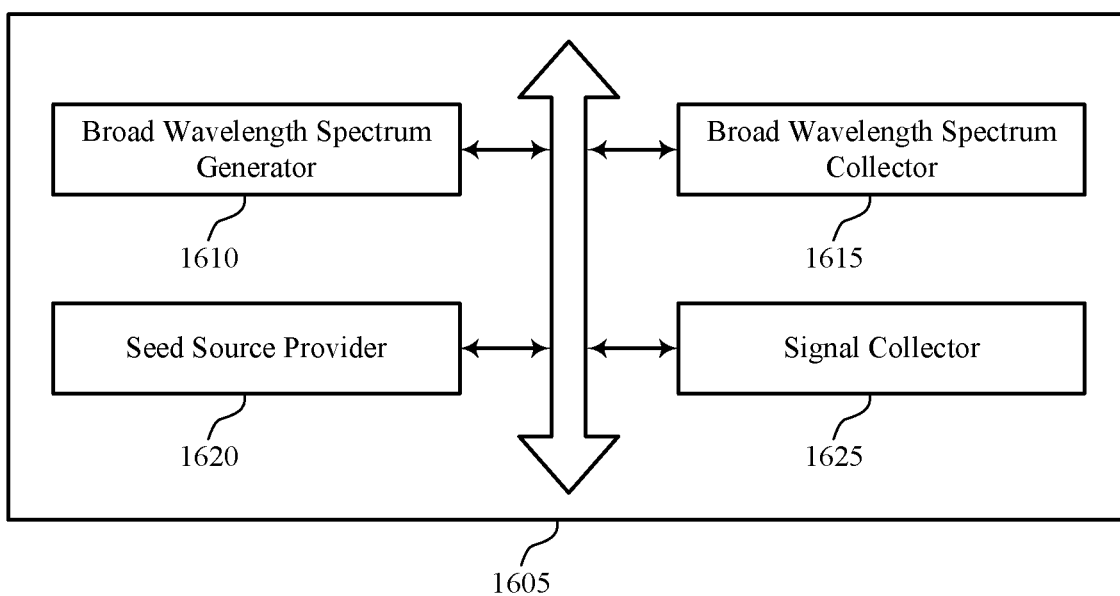 Broad Wavelength Spectrum
Generator
1610
Broad Wavelength Spectrum
Collector
1615
Seed Source Provider
1620
Signal Collector
1625
1605